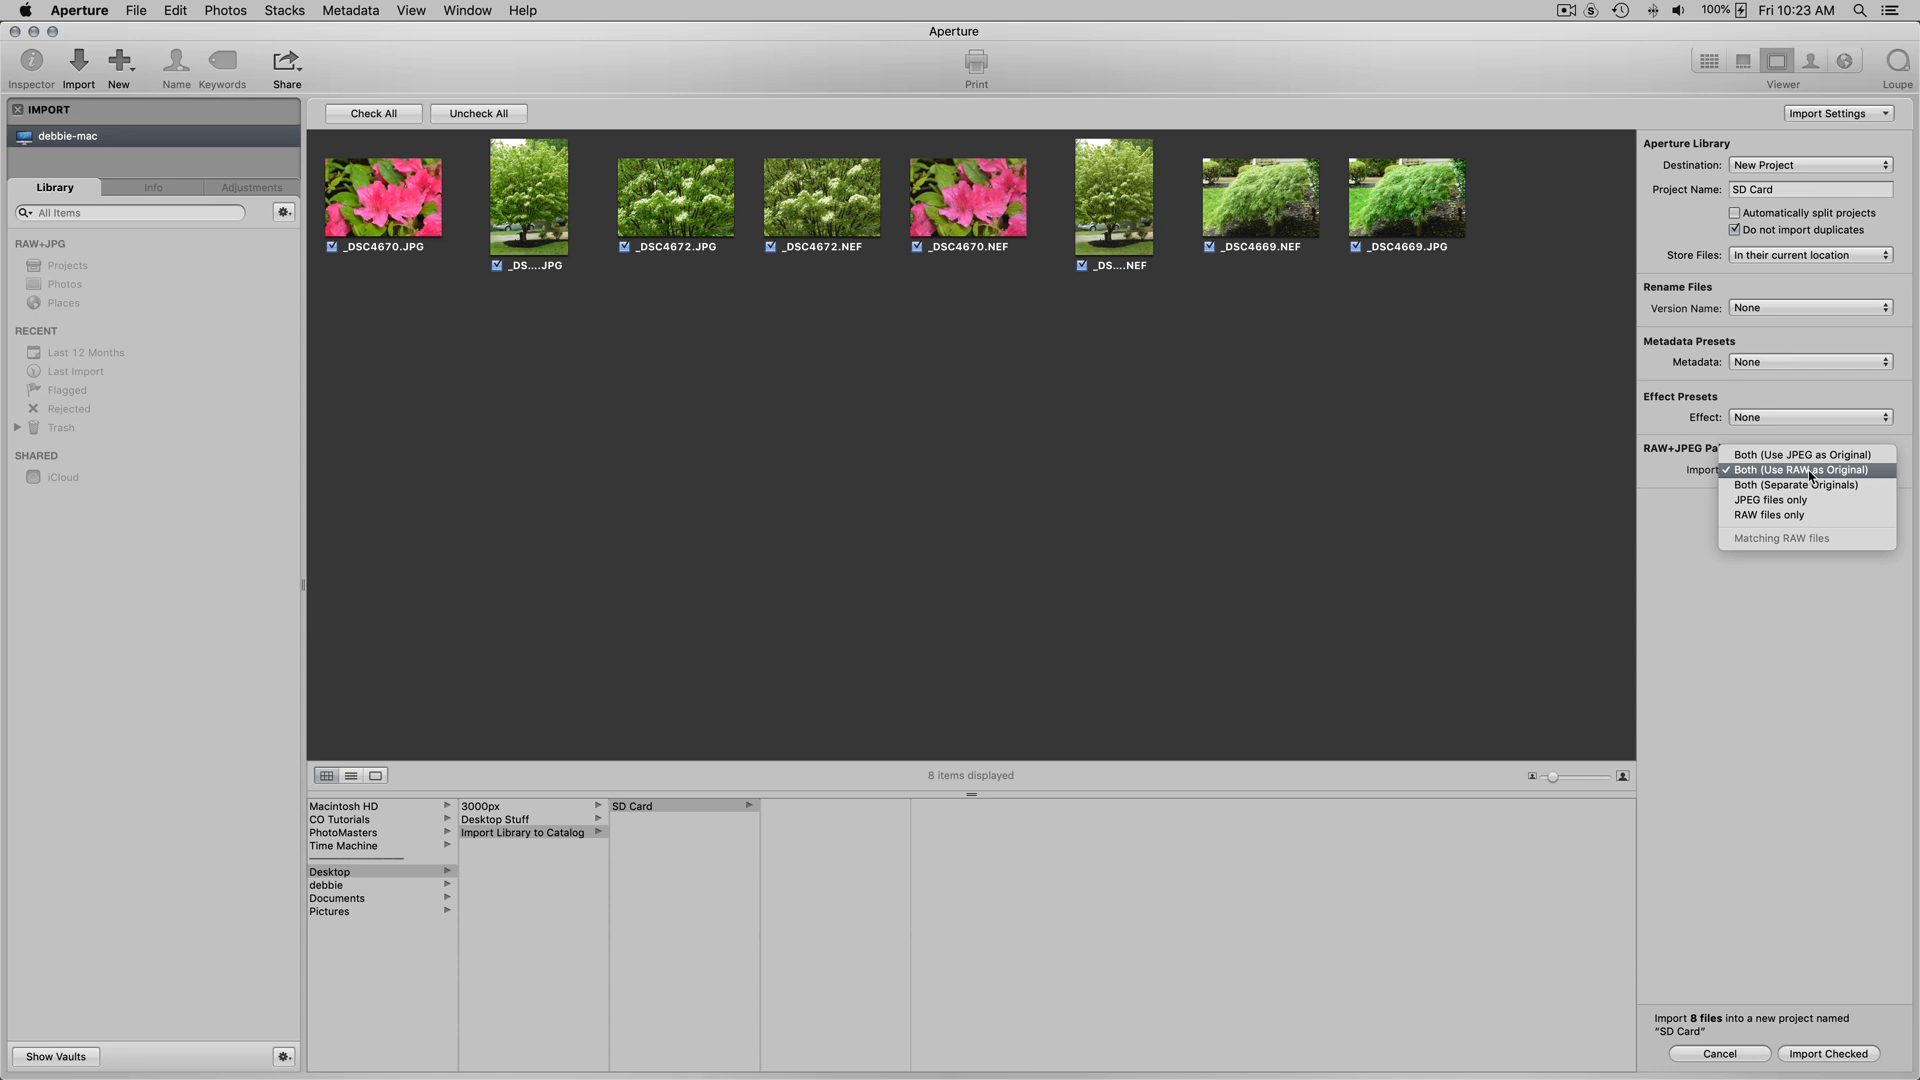 Aperture File Edit Photos Stacks Metadata View Window Help 100% Fri 10:23 AM
Aperture
Inspector Import New Name Keywords Share Print Viewer Loupe
IMPORT
debbie-mac
Library Info Adjustments
All Items
RAW+JPG
Projects
Photos
Places
RECENT
Last 12 Months
Last Import
Flagged
Rejected
Trash
SHARED
iCloud
Show Vaults
Check All Uncheck All
Import Settings
_DSC4670.JPG
_DS....JPG
_DSC4672.JPG
_DSC4672.NEF
_DSC4670.NEF
_DS....NEF
_DSC4669.NEF
_DSC4669.JPG
8 items displayed
Macintosh HD
CO Tutorials
PhotoMasters
Time Machine
Desktop
debbie
Documents
Pictures
3000px
Desktop Stuff
Import Library to Catalog
SD Card
Aperture Library
Destination: New Project
Project Name: SD Card
Automatically split projects
Do not import duplicates
Store Files: In their current location
Rename Files
Version Name: None
Metadata Presets
Metadata: None
Effect Presets
Effect: None
RAW+JPEG
Import
Both (Use JPEG as Original)
✓ Both (Use RAW as Original)
Both (Separate Originals)
JPEG files only
RAW files only
Matching RAW files
Import 8 files into a new project named
“SD Card”
Cancel Import Checked